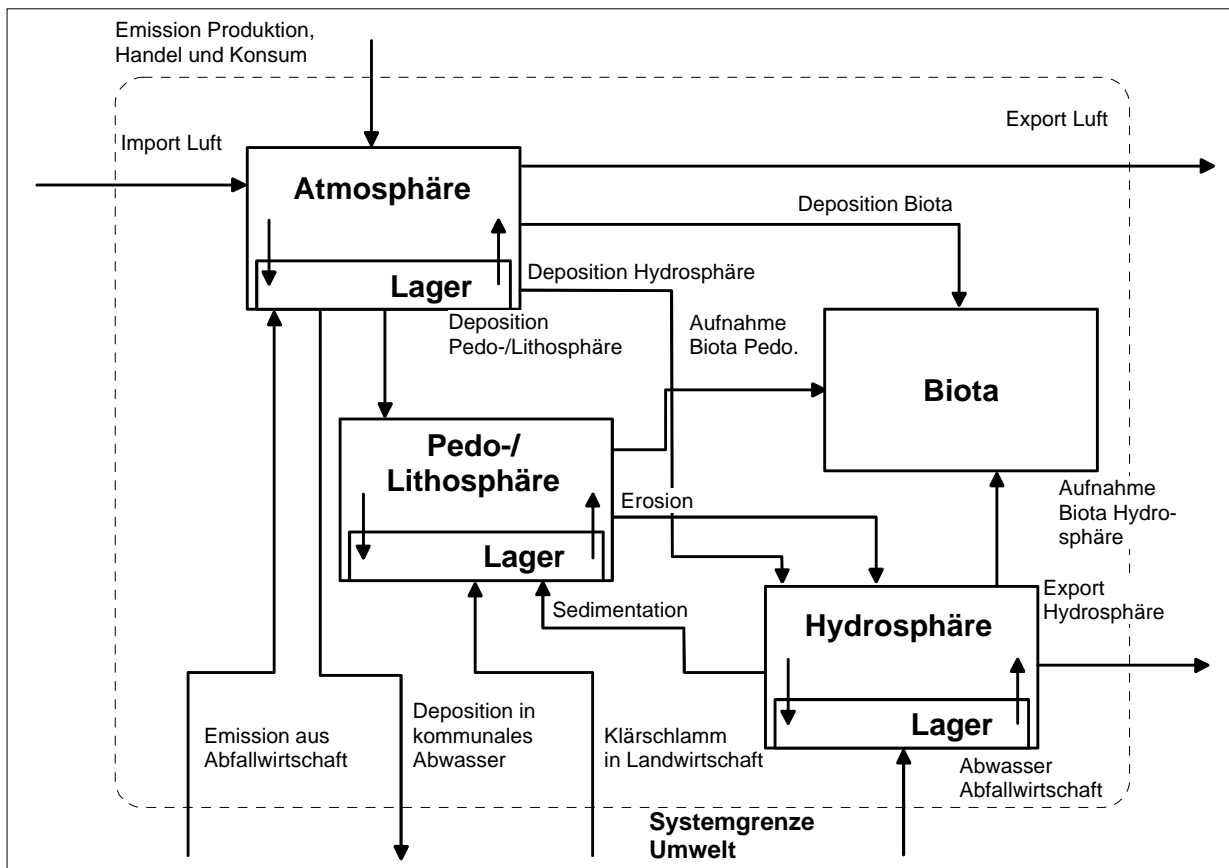 Emission Produktion,
Handel und Konsum
Import Luft
Export Luft
Atmosphäre
Deposition Biota
Deposition Hydrosphäre
Lager
Deposition
Pedo-/Lithosphäre
Aufnahme
Biota Pedo.
Biota
Pedo-/
Lithosphäre
Erosion
Aufnahme
Biota Hydro-
sphäre
Lager
Sedimentation
Export
Hydrosphäre
Hydrosphäre
Lager
Emission aus
Abfallwirtschaft
Deposition in
kommunales
Abwasser
Klärschlamm
in Landwirtschaft
Abwasser
Abfallwirtschaft
Systemgrenze
Umwelt